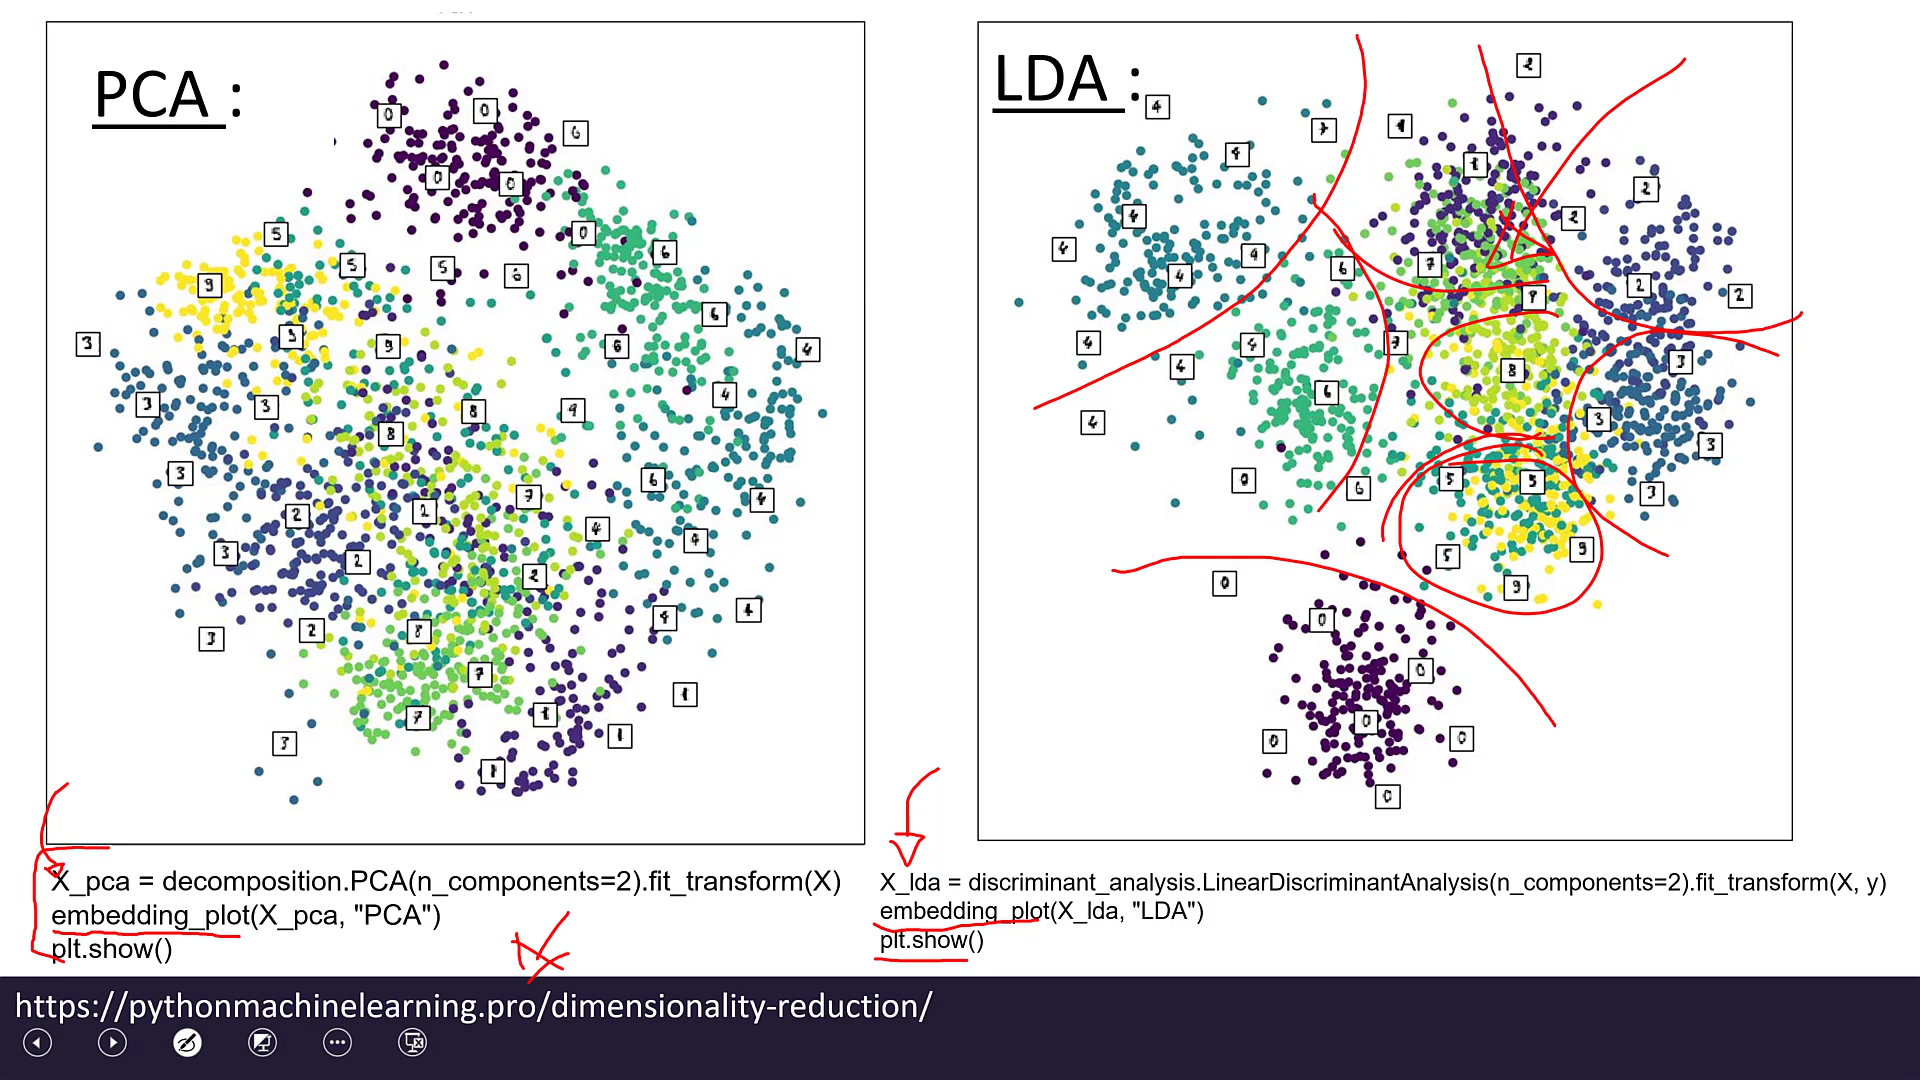 PCA :
LDA :
X_pca = decomposition.PCA(n_components=2).fit_transform(X)
embedding_plot(X_pca, "PCA")
plt.show()
X_lda = discriminant_analysis.LinearDiscriminantAnalysis(n_components=2).fit_transform(X, y)
embedding_plot(X_lda, "LDA")
plt.show()
https://pythonmachinelearning.pro/dimensionality-reduction/